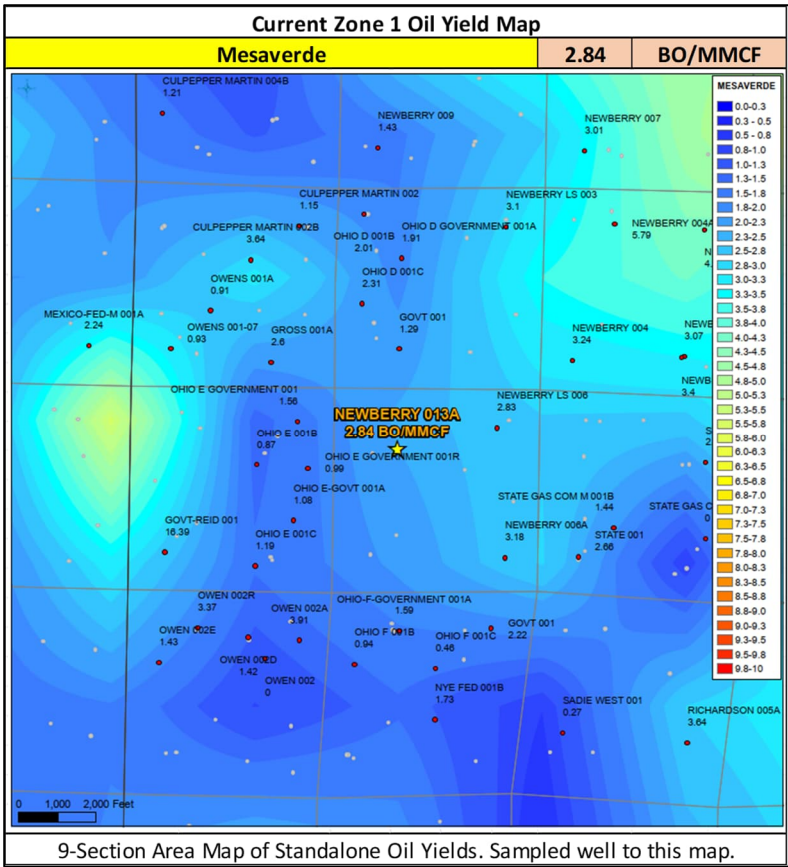 Current Zone 1 Oil Yield Map
Mesaverde 2.84 BO/MMCF
CULPEPPER MARTIN 004B
1.21
NEWBERRY 009
1.43
NEWBERRY 007
3.01
CULPEPPER MARTIN 002
1.15
NEWBERRY LS 003
3.1
CULPEPPER MARTIN 002B
3.64
OHIO D 001B
2.01
OHIO D GOVERNMENT 001A
1.91
NEWBERRY 004A
5.79
N
4.
OWENS 001A
0.91
OHIO D 001C
2.31
MEXICO-FED-M 001A
2.24
OWENS 001-07
0.93
GROSS 001A
2.6
GOVT 001
1.29
NEWBERRY 004
3.24
NEWE
3.07
NEWB
3.4
OHIO E GOVERNMENT 001
1.56
NEWBERRY LS 006
2.83
NEWBERRY 013A
2.84 BO/MMCF
OHIO E 001B
0.87
S
2.
OHIO E GOVERNMENT 001R
0.99
OHIO E-GOVT 001A
1.08
STATE GAS COM M 001B
1.44
STATE GAS C
0
GOVT-REID 001
16.39
OHIO E 001C
1.19
NEWBERRY 006A
3.18
STATE 001
2.66
OWEN 002R
3.37
OWEN 002A
3.91
OHIO-F-GOVERNMENT 001A
1.59
OWEN 002E
1.43
OHIO F 001B
0.94
OHIO F 001C
0.46
GOVT 001
2.22
OWEN 002D
1.42
OWEN 002
0
NYE FED 001B
1.73
SADIE WEST 001
0.27
RICHARDSON 005A
3.64
MESAVERDE
0.0-0.3
0.3 - 0.5
0.5 - 0.8
0.8-1.0
1.0-1.3
1.3-1.5
1.5-1.8
1.8-2.0
2.0-2.3
2.3-2.5
2.5-2.8
2.8-3.0
3.0-3.3
3.3-3.5
3.5-3.8
3.8-4.0
4.0-4.3
4.3-4.5
4.5-4.8
4.8-5.0
5.0-5.3
5.3-5.5
5.5-5.8
5.8-6.0
6.0-6.3
6.3-6.5
6.5-6.8
6.8-7.0
7.0-7.3
7.3-7.5
7.5-7.8
7.8-8.0
8.0-8.3
8.3-8.5
8.5-8.8
8.8-9.0
9.0-9.3
9.3-9.5
9.5-9.8
9.8-10
0 1,000 2,000 Feet
9-Section Area Map of Standalone Oil Yields. Sampled well to this map.